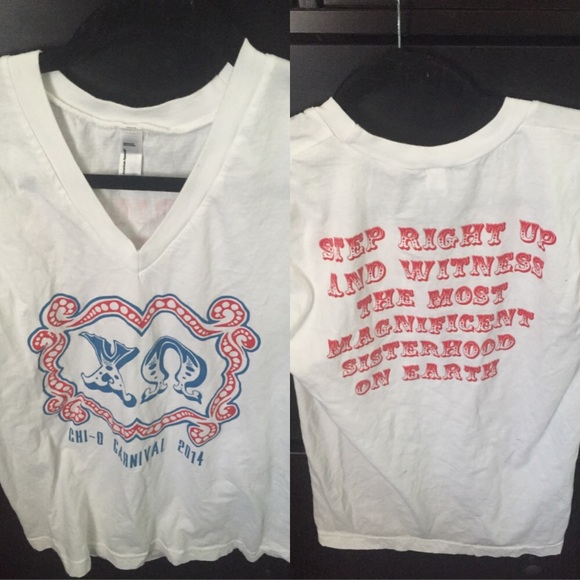 ΧΩ
CHI-O CARNIVAL 2014
STEP RIGHT UP
AND WITNESS
THE MOST
MAGNIFICENT
SISTERHOOD
ON EARTH